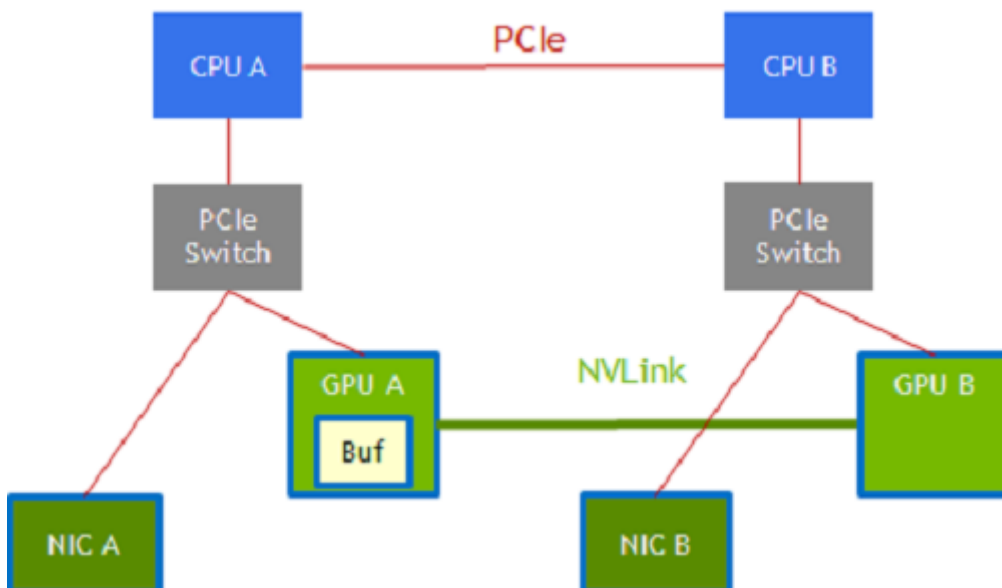 PCIe
CPU A
CPU B
PCIe
Switch
PCIe
Switch
GPU A
NVLink
GPU B
Buf
NIC A
NIC B